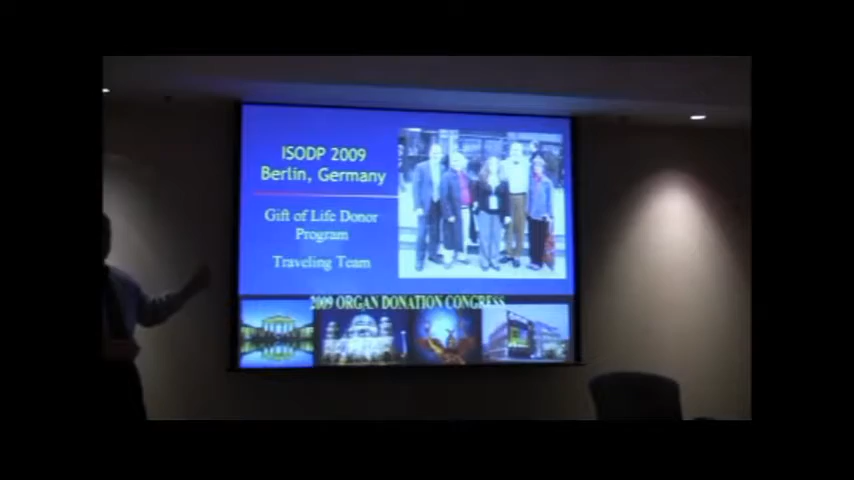 ISODP 2009
Berlin, Germany
Gift of Life Donor
Program
Traveling Team
2009 ORGAN DONATION CONGRESS